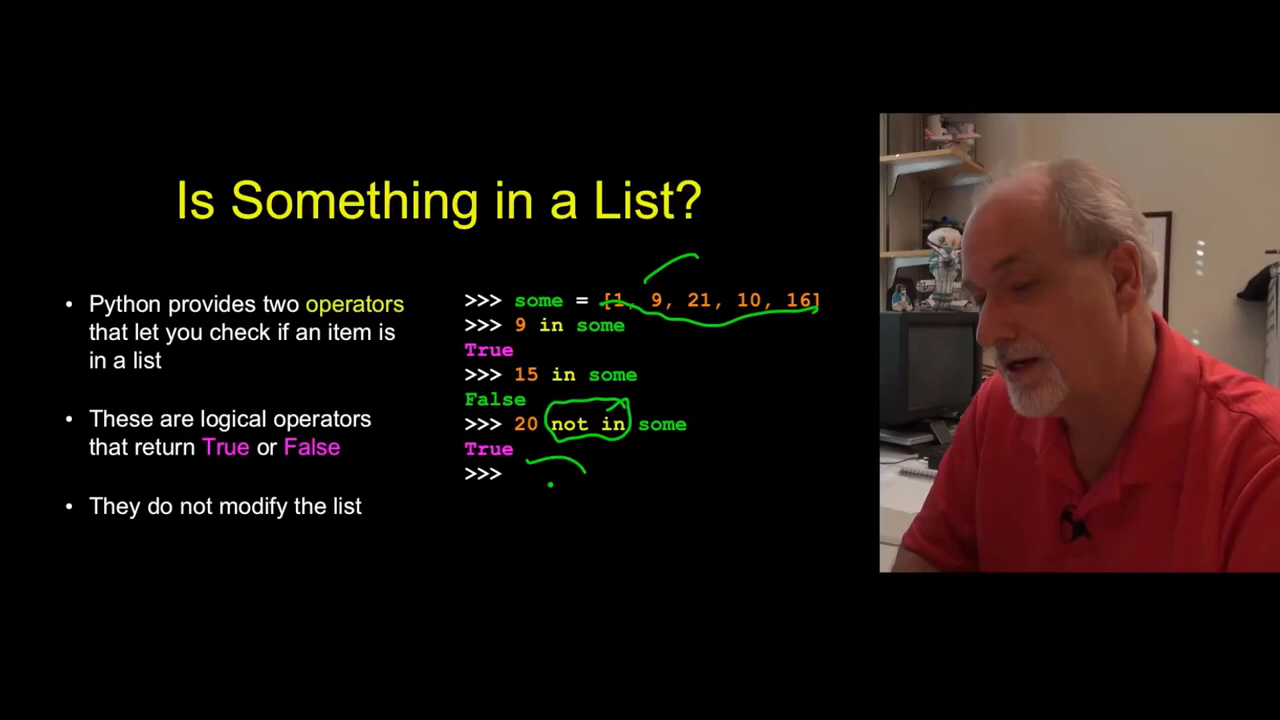 Is Something in a List?
• Python provides two operators
that let you check if an item is
in a list
• These are logical operators
that return True or False
• They do not modify the list
>>> some = [1, 9, 21, 10, 16]
>>> 9 in some
True
>>> 15 in some
False
>>> 20 not in some
True
>>>